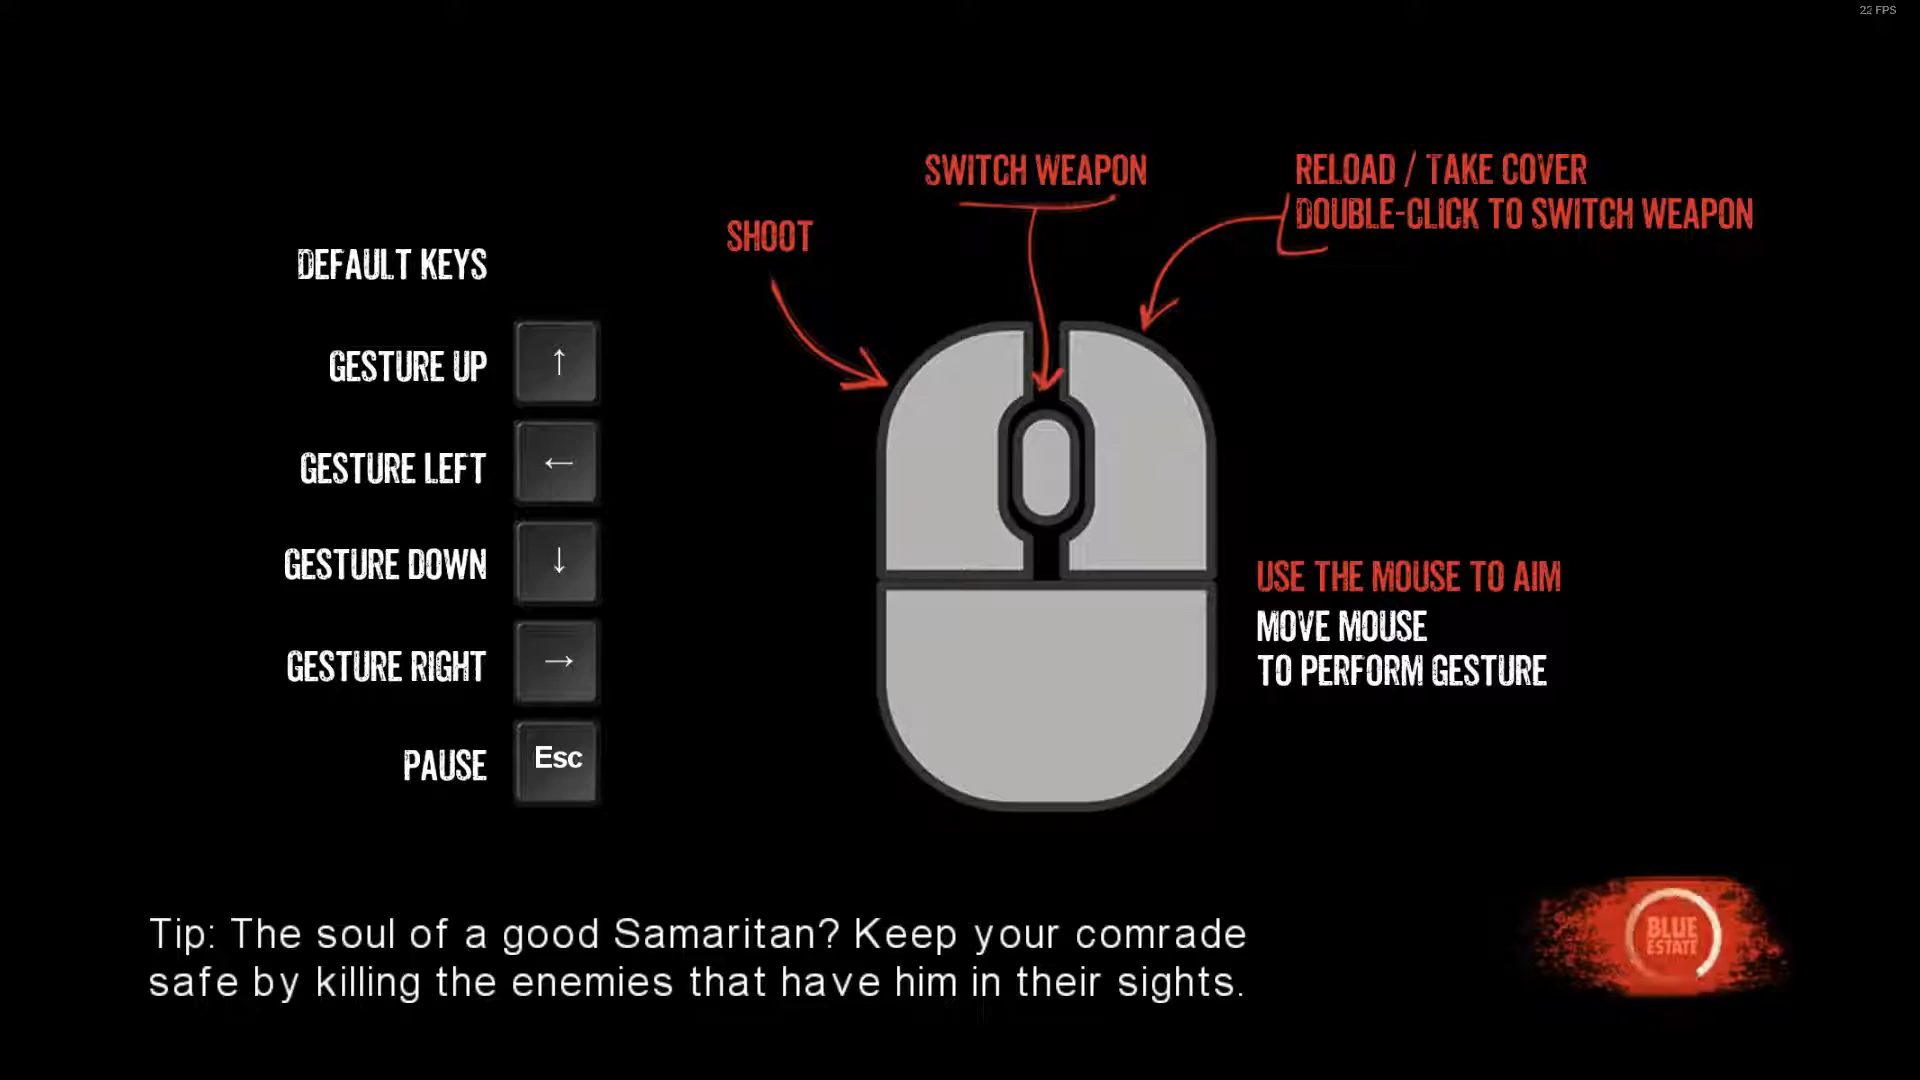 22 FPS
SWITCH WEAPON
RELOAD / TAKE COVER
DOUBLE-CLICK TO SWITCH WEAPON
SHOOT
DEFAULT KEYS
GESTURE UP ↑
GESTURE LEFT ←
GESTURE DOWN ↓
GESTURE RIGHT →
PAUSE Esc
USE THE MOUSE TO AIM
MOVE MOUSE
TO PERFORM GESTURE
Tip: The soul of a good Samaritan? Keep your comrade
safe by killing the enemies that have him in their sights.
BLUE
ESTATE